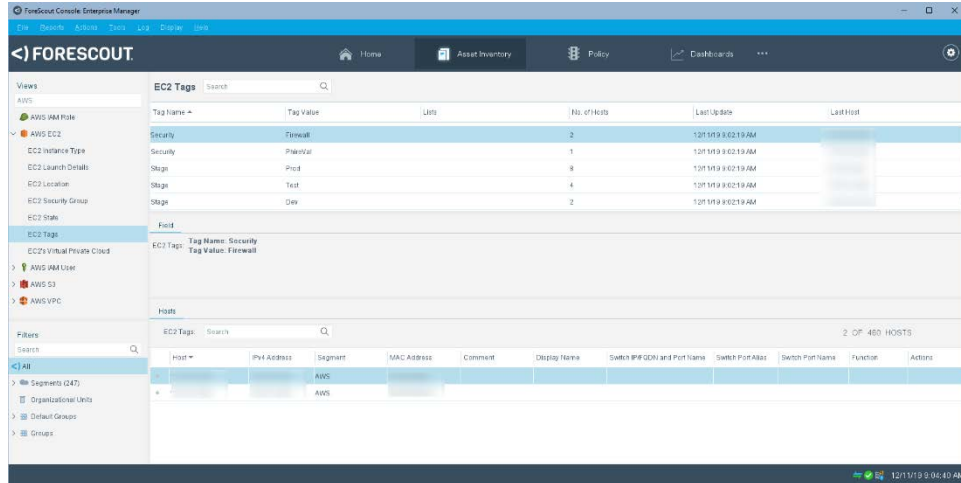 ForeScout Console: Enterprise Manager
File Reports Actions Tools Log Display Help
<) FORESCOUT. Home Asset Inventory Policy Dashboards ...
Views
AWS
AWS IAM Role
AWS EC2
EC2 Instance Type
EC2 Launch Details
EC2 Location
EC2 Security Group
EC2 State
EC2 Tags
EC2's Virtual Private Cloud
AWS IAM User
AWS S3
AWS VPC
Filters
Search
All
Segments (247)
Organizational Units
Default Groups
Groups
EC2 Tags Search
Tag Name Tag Value Lists No. of Hosts Last Update Last Host
Security Firewall 2 12/11/19 9:02:19 AM
Security PhireVal 1 12/11/19 9:02:19 AM
Stage Prod 9 12/11/19 9:02:19 AM
Stage Test 4 12/11/19 9:02:19 AM
Stage Dev 2 12/11/19 9:02:19 AM
Field
EC2 Tags: Tag Name: Security
Tag Value: Firewall
Hosts
EC2 Tags: Search 2 OF 460 HOSTS
Host IPv4 Address Segment MAC Address Comment Display Name Switch IP/FQDN and Port Name Switch Port Alias Switch Port Name Function Actions
AWS
AWS
12/11/19 9:04:40 AM